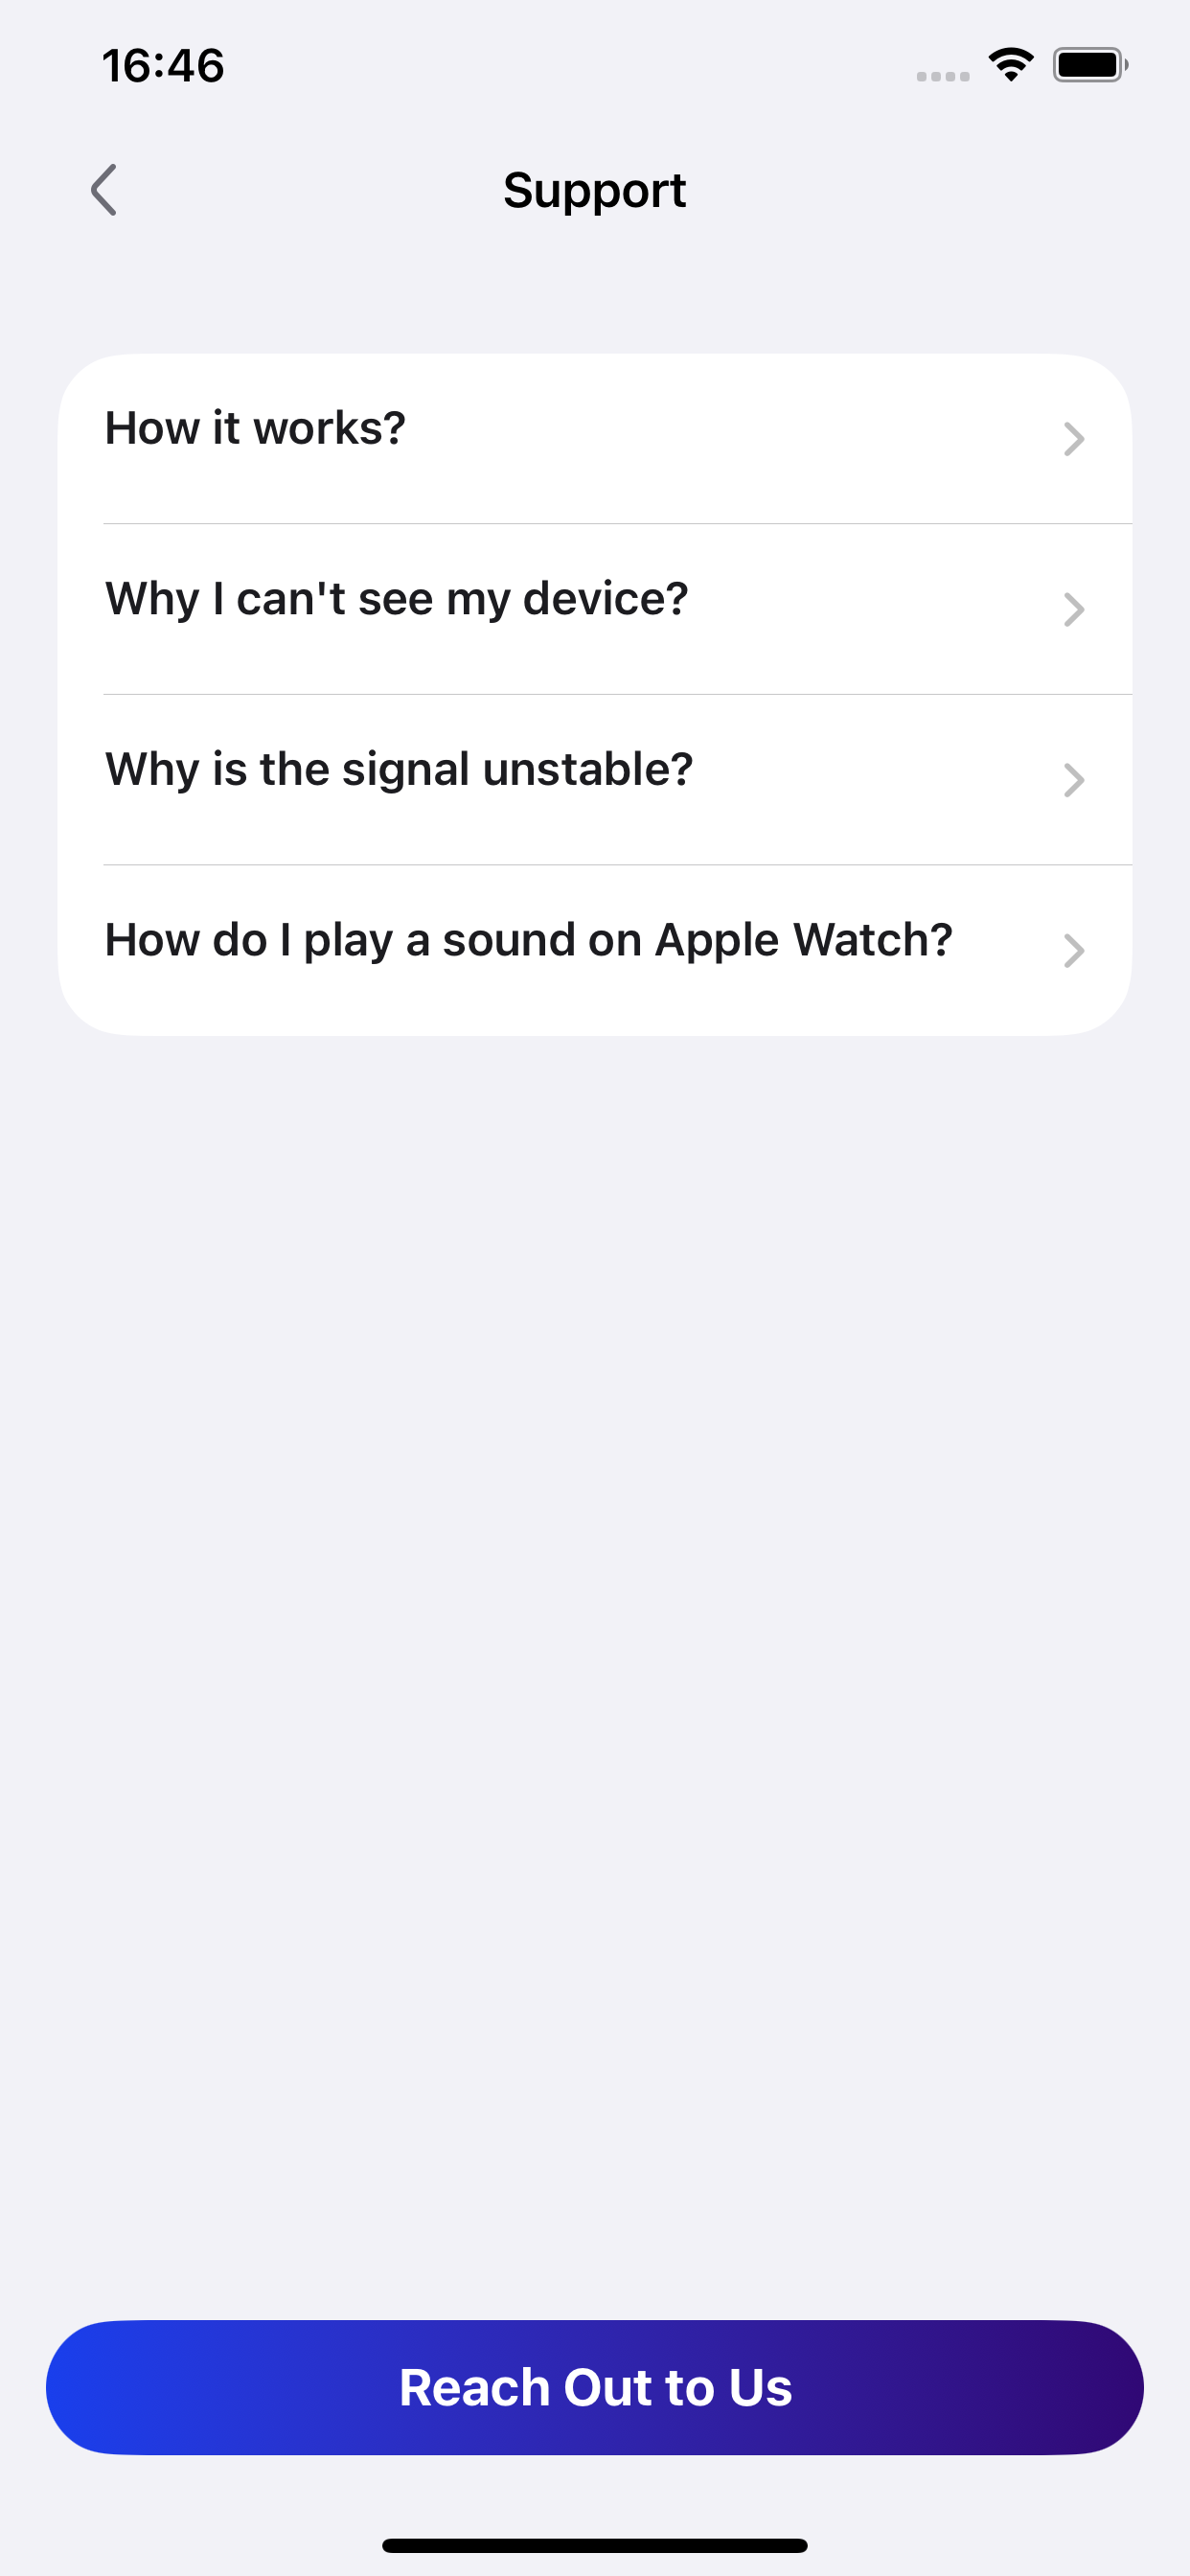 16:46
Support
How it works?
Why I can't see my device?
Why is the signal unstable?
How do I play a sound on Apple Watch?
Reach Out to Us